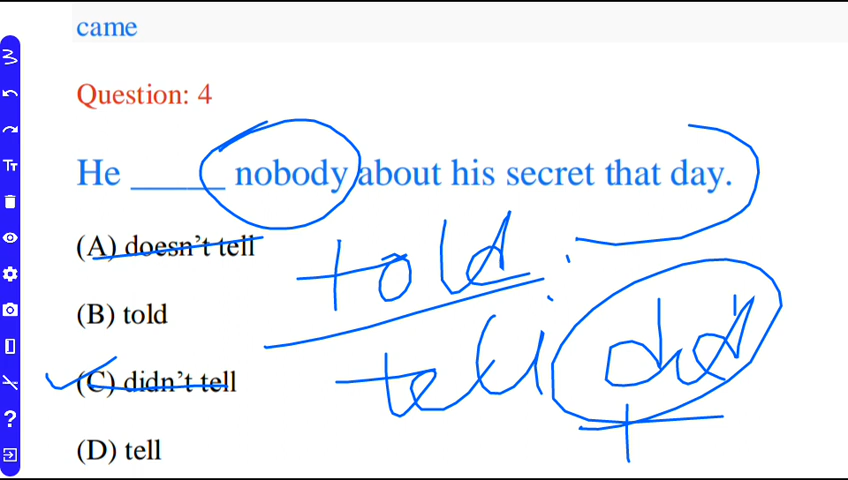 came
Question: 4
He _____ nobody about his secret that day.
(A) doesn't tell
told
(B) told
tell did
(C) didn't tell
(D) tell